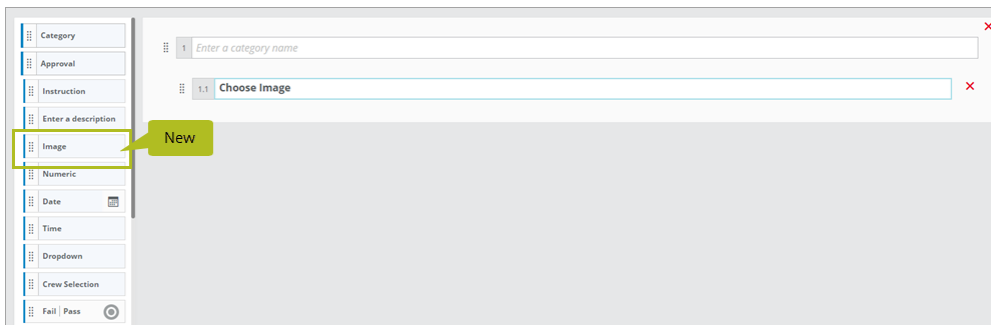 Category
Approval
Instruction
Enter a description
Image
Numeric
Date
Time
Dropdown
Crew Selection
Fail | Pass
New
1 Enter a category name
1.1 Choose Image